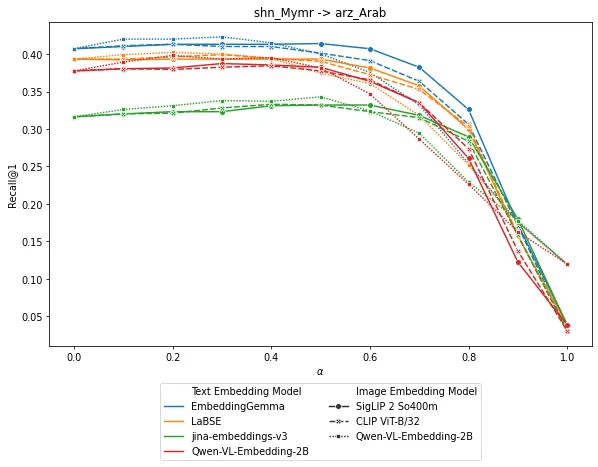 shn_Mymr -> arz_Arab
Recall@1
0.40
0.35
0.30
0.25
0.20
0.15
0.10
0.05
0.0 0.2 0.4 0.6 0.8 1.0
α
Text Embedding Model Image Embedding Model
EmbeddingGemma SigLIP 2 So400m
LaBSE CLIP ViT-B/32
jina-embeddings-v3 Qwen-VL-Embedding-2B
Qwen-VL-Embedding-2B